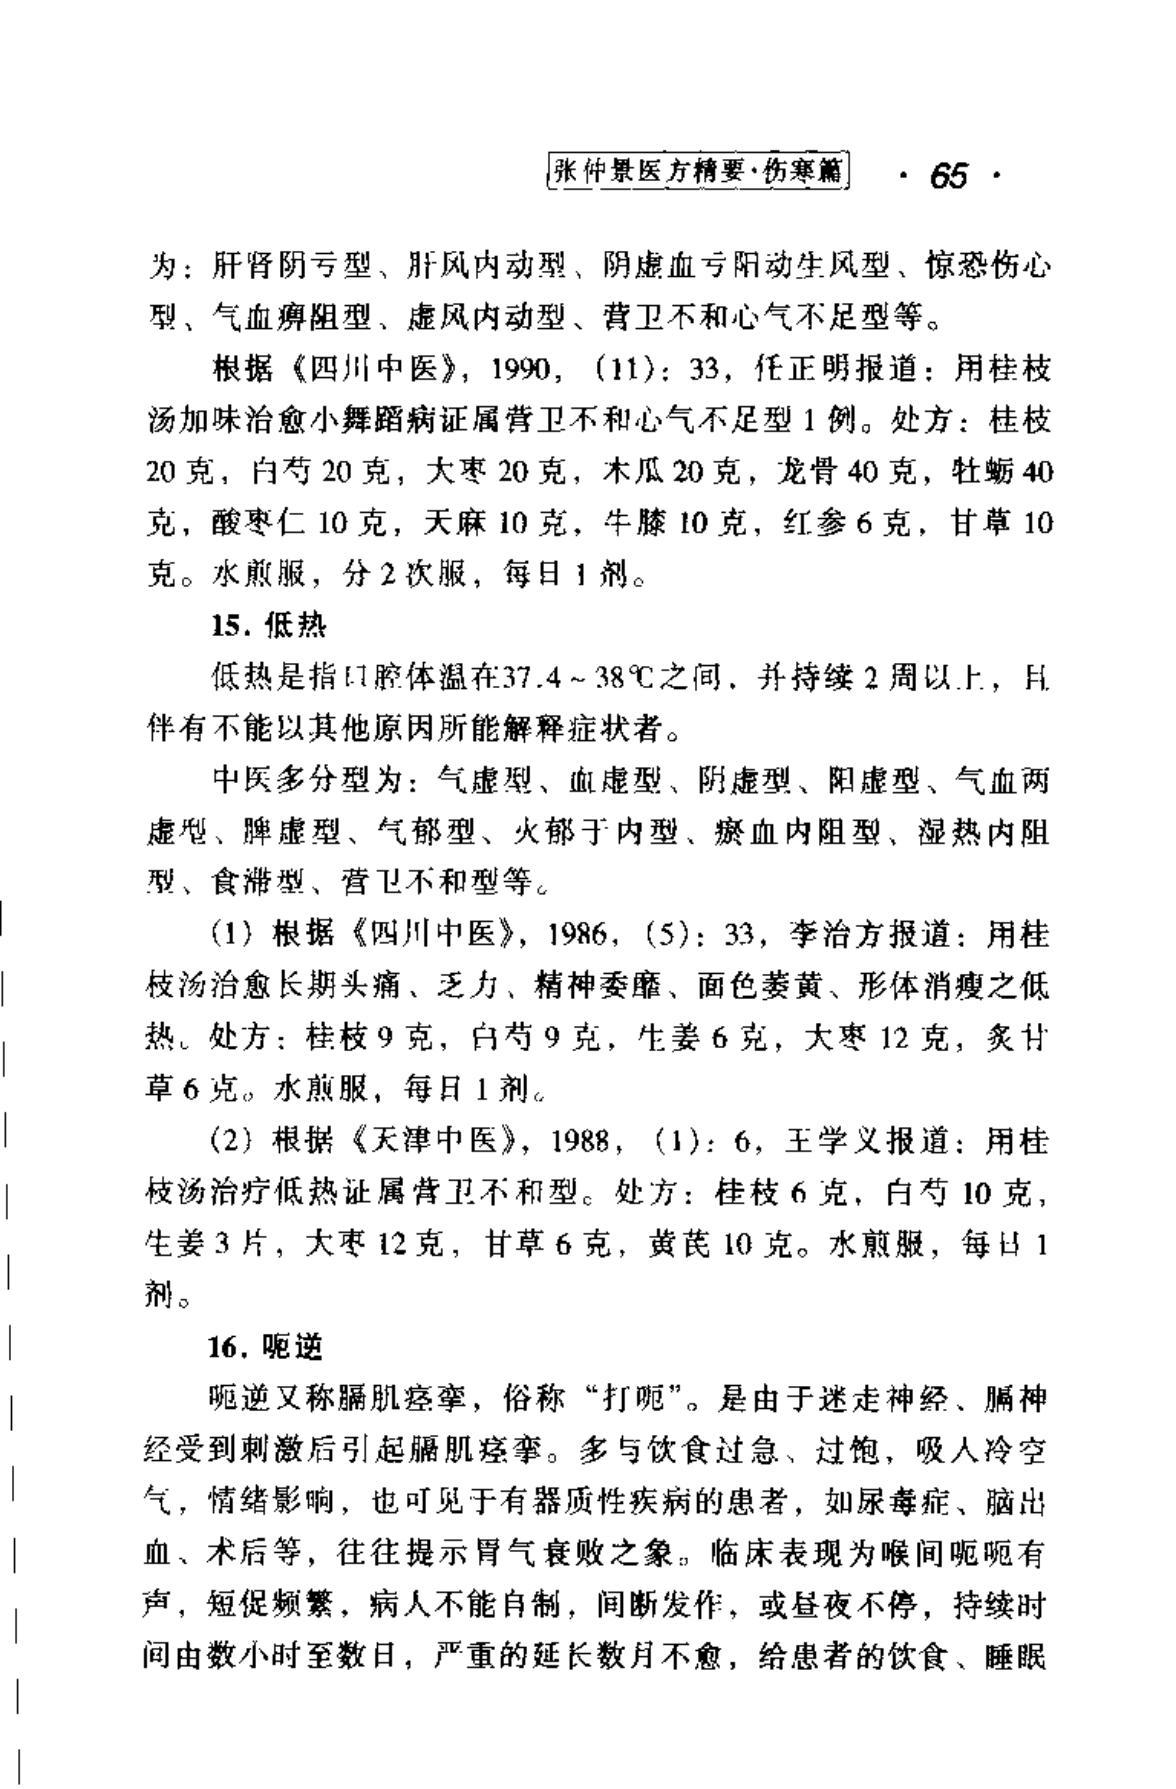 张仲景医方精要·伤寒篇 · 65 ·
为：肝肾阴亏型、肝风内动型、阴虚血亏阳动生风型、惊恐伤心
型、气血痹阻型、虚风内动型、营卫不和心气不足型等。
根据《四川中医》，1990，（11）：33，任正明报道：用桂枝
汤加味治愈小舞蹈病证属营卫不和心气不足型 1 例。处方：桂枝
20 克，白芍 20 克，大枣 20 克，木瓜 20 克，龙骨 40 克，牡蛎 40
克，酸枣仁 10 克，天麻 10 克，牛膝 10 克，红参 6 克，甘草 10
克。水煎服，分 2 次服，每日 1 剂。
15. 低热
低热是指口腔体温在37.4～38℃之间，并持续 2 周以上，且
伴有不能以其他原因所能解释症状者。
中医多分型为：气虚型、血虚型、阴虚型、阳虚型、气血两
虚型、脾虚型、气郁型、火郁于内型、瘀血内阻型、湿热内阻
型、食滞型、营卫不和型等。
（1）根据《四川中医》，1986，（5）：33，李治方报道：用桂
枝汤治愈长期头痛、乏力、精神委靡、面色萎黄、形体消瘦之低
热。处方：桂枝 9 克，白芍 9 克，生姜 6 克，大枣 12 克，炙甘
草 6 克。水煎服，每日 1 剂。
（2）根据《天津中医》，1988，（1）：6，王学义报道：用桂
枝汤治疗低热证属营卫不和型。处方：桂枝 6 克，白芍 10 克，
生姜 3 片，大枣 12 克，甘草 6 克，黄芪 10 克。水煎服，每日 1
剂。
16. 呃逆
呃逆又称膈肌痉挛，俗称“打呃”。是由于迷走神经、膈神
经受到刺激后引起膈肌痉挛。多与饮食过急、过饱，吸人冷空
气，情绪影响，也可见于有器质性疾病的患者，如尿毒症、脑出
血、术后等，往往提示胃气衰败之象。临床表现为喉间呃呃有
声，短促频繁，病人不能自制，间断发作，或昼夜不停，持续时
间由数小时至数日，严重的延长数月不愈，给患者的饮食、睡眠